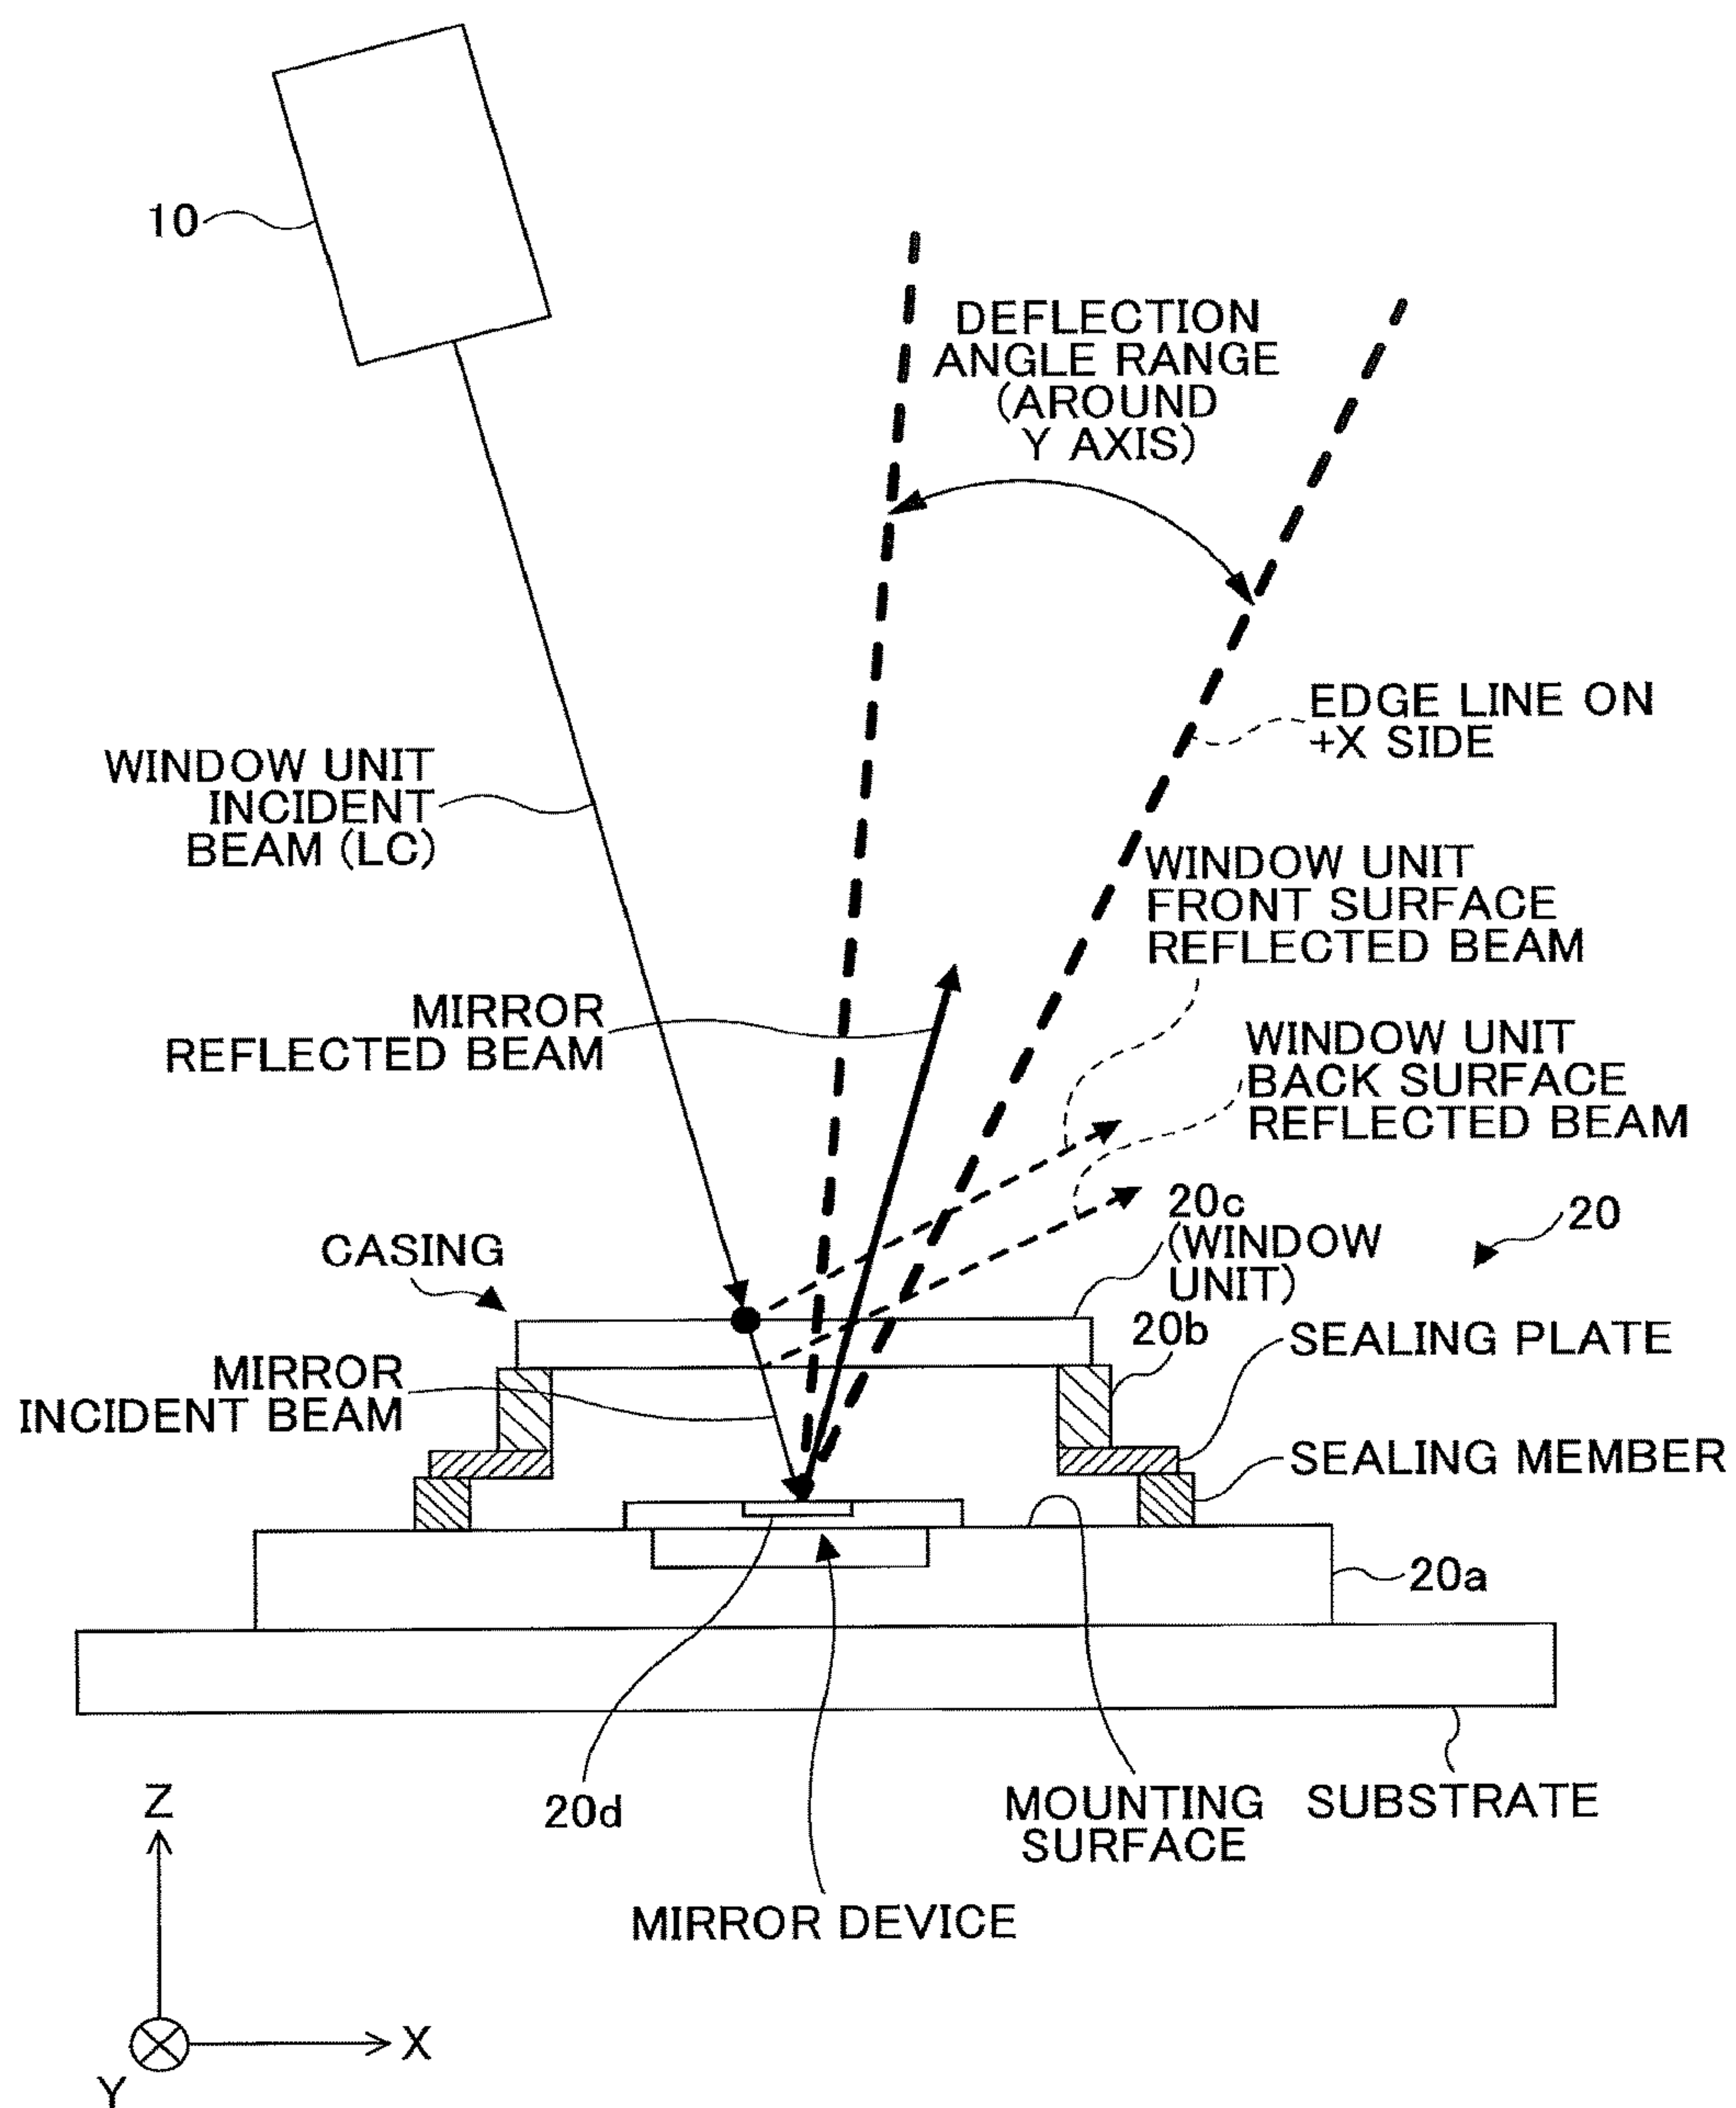 10
DEFLECTION
ANGLE RANGE
(AROUND
Y AXIS)
EDGE LINE ON
+X SIDE
WINDOW UNIT
INCIDENT
BEAM (LC)
WINDOW UNIT
FRONT SURFACE
REFLECTED BEAM
MIRROR
REFLECTED BEAM
WINDOW UNIT
BACK SURFACE
REFLECTED BEAM
20c
(WINDOW
UNIT)
20
CASING
20b
SEALING PLATE
MIRROR
INCIDENT BEAM
SEALING MEMBER
20a
20d
MOUNTING
SURFACE
SUBSTRATE
MIRROR DEVICE
Z
X
Y